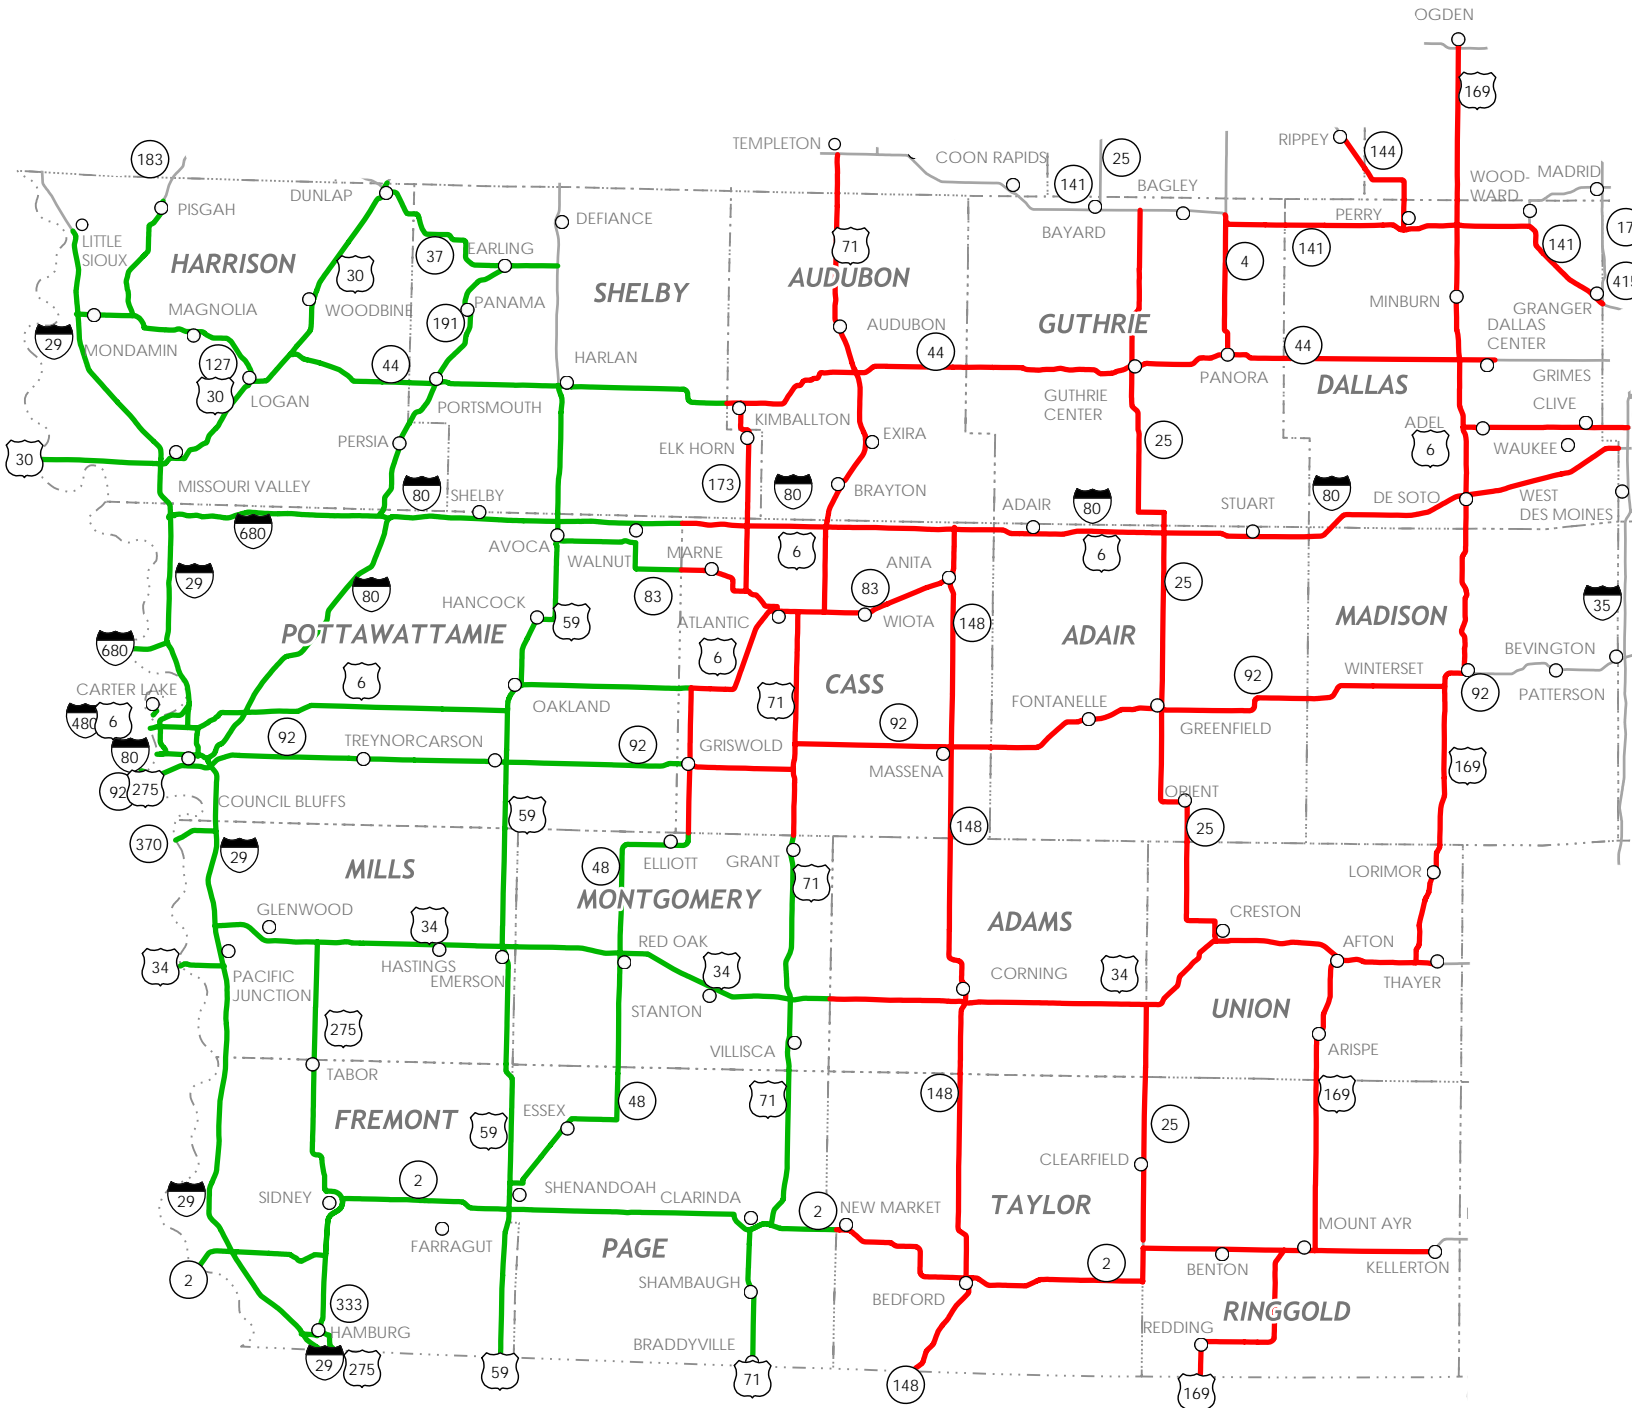 OGDEN
169
183
TEMPLETON
COON RAPIDS
25
141
BAGLEY
RIPPEY
144
WOOD-
WARD
MADRID
PISGAH
DUNLAP
DEFIANCE
BAYARD
PERRY
LITTLE
SIOUX
HARRISON
30
37
EARLING
71
141
4
141
17
415
SHELBY
AUDUBON
MAGNOLIA
WOODBINE
PANAMA
191
MINBURN
GRANGER
29
MONDAMIN
127
30
LOGAN
44
HARLAN
AUDUBON
44
GUTHRIE
44
DALLAS
CENTER
PORTSMOUTH
KIMBALLTON
GUTHRIE
CENTER
PANORA
DALLAS
GRIMES
CLIVE
30
PERSIA
ELK HORN
EXIRA
25
ADEL
6
WAUKEE
MISSOURI VALLEY
80
SHELBY
173
80
BRAYTON
ADAIR
80
STUART
80
DE SOTO
WEST
DES MOINES
680
AVOCA
WALNUT
MARNE
6
ANITA
6
29
80
HANCOCK
59
83
83
25
35
680
POTTAWATTAMIE
ATLANTIC
WIOTA
148
ADAIR
MADISON
BEVINGTON
6
6
CARTER LAKE
480
6
OAKLAND
71
CASS
FONTANELLE
92
WINTERSET
92
PATTERSON
80
92
TREYNOR
CARSON
92
GRISWOLD
92
MASSENA
GREENFIELD
169
92
275
COUNCIL BLUFFS
59
ORIENT
370
29
MILLS
48
ELLIOTT
GRANT
71
148
25
LORIMOR
MONTGOMERY
GLENWOOD
34
RED OAK
34
ADAMS
CRESTON
AFTON
34
PACIFIC
JUNCTION
HASTINGS
EMERSON
STANTON
CORNING
34
THAYER
275
UNION
TABOR
VILLISCA
ARISPE
FREMONT
59
ESSEX
48
71
148
25
169
29
SIDNEY
2
SHENANDOAH
CLARINDA
2
NEW MARKET
CLEARFIELD
TAYLOR
MOUNT AYR
FARRAGUT
PAGE
2
333
HAMBURG
SHAMBAUGH
BEDFORD
2
BENTON
KELLERTON
RINGGOLD
REDDING
BRADDYVILLE
29
275
59
71
148
169